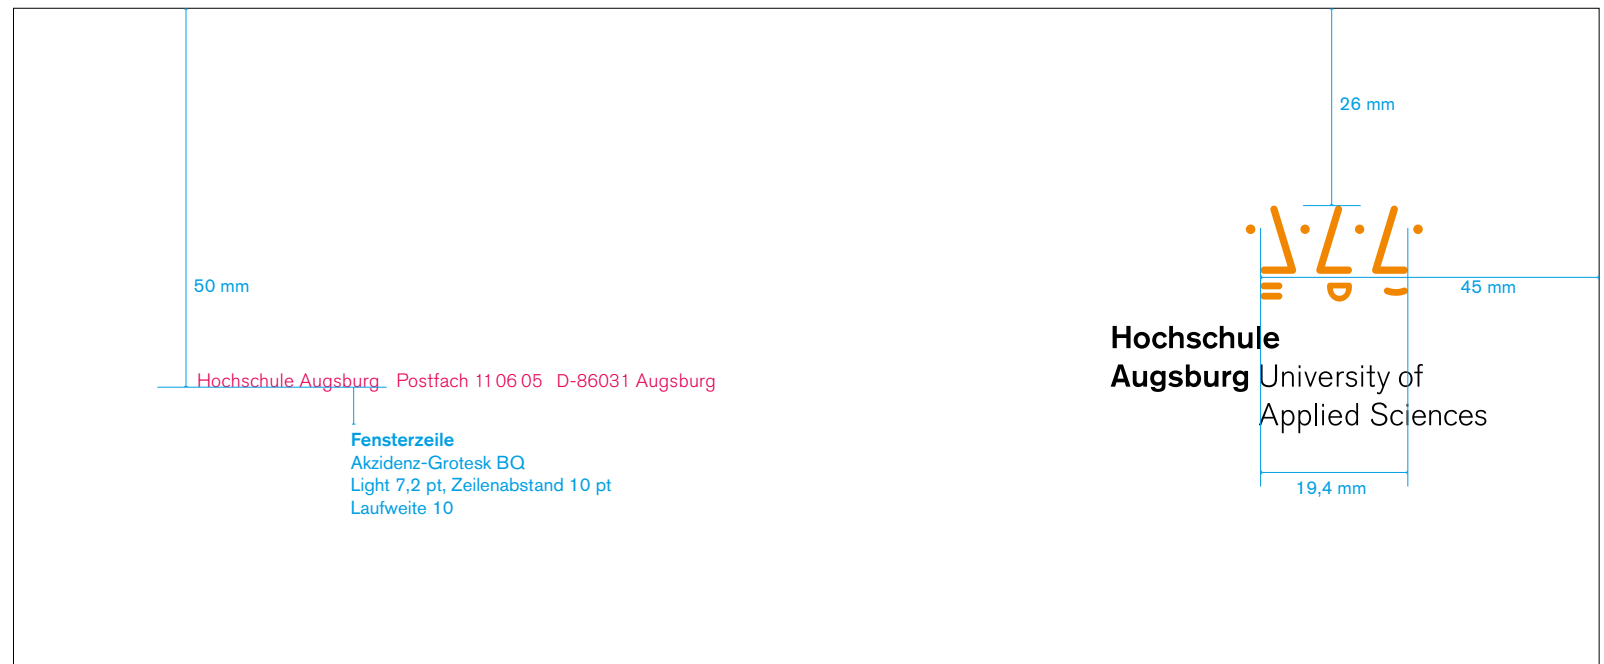 26 mm
50 mm
45 mm
Hochschule
Augsburg University of
Applied Sciences
Hochschule Augsburg Postfach 11 06 05 D-86031 Augsburg
Fensterzeile
Akzidenz-Grotesk BQ
Light 7,2 pt, Zeilenabstand 10 pt
Laufweite 10
19,4 mm